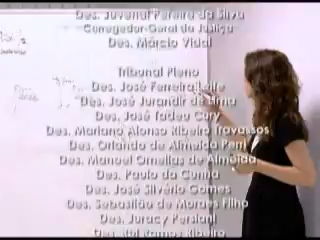 Des. Juvenal Pereira da Silva
Corregedor-Geral da Justiça
Des. Márcio Vidal
Tribunal Pleno
Des. José Ferreira Leite
Des. José Jurandir de Lima
Des. José Tadeu Cury
Des. Mariano Alonso Ribeiro Travassos
Des. Orlando de Almeida Perri
Des. Manoel Ornellas de Almeida
Des. Paulo da Cunha
Des. José Silvério Gomes
Des. Sebastião de Moraes Filho
Des. Juracy Persiani
Ramos Ribeiro